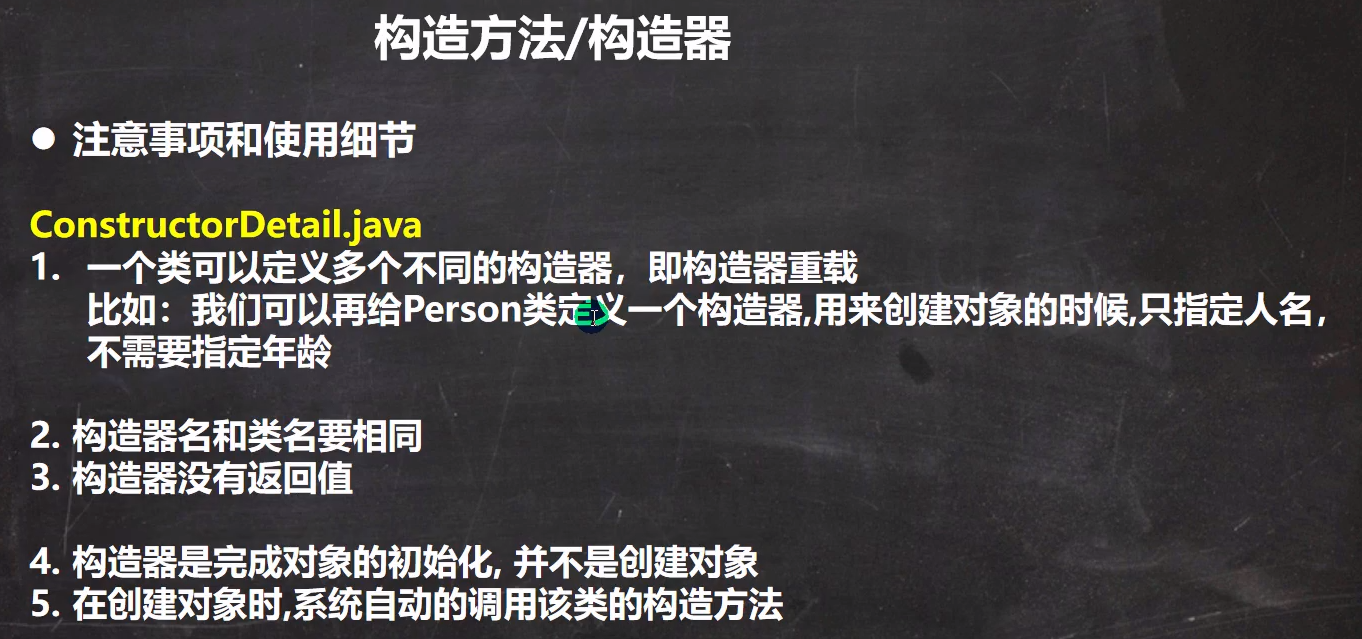 构造方法/构造器
● 注意事项和使用细节
ConstructorDetail.java
1. 一个类可以定义多个不同的构造器，即构造器重载
比如：我们可以再给Person类定义一个构造器,用来创建对象的时候,只指定人名，
不需要指定年龄
2. 构造器名和类名要相同
3. 构造器没有返回值
4. 构造器是完成对象的初始化, 并不是创建对象
5. 在创建对象时,系统自动的调用该类的构造方法